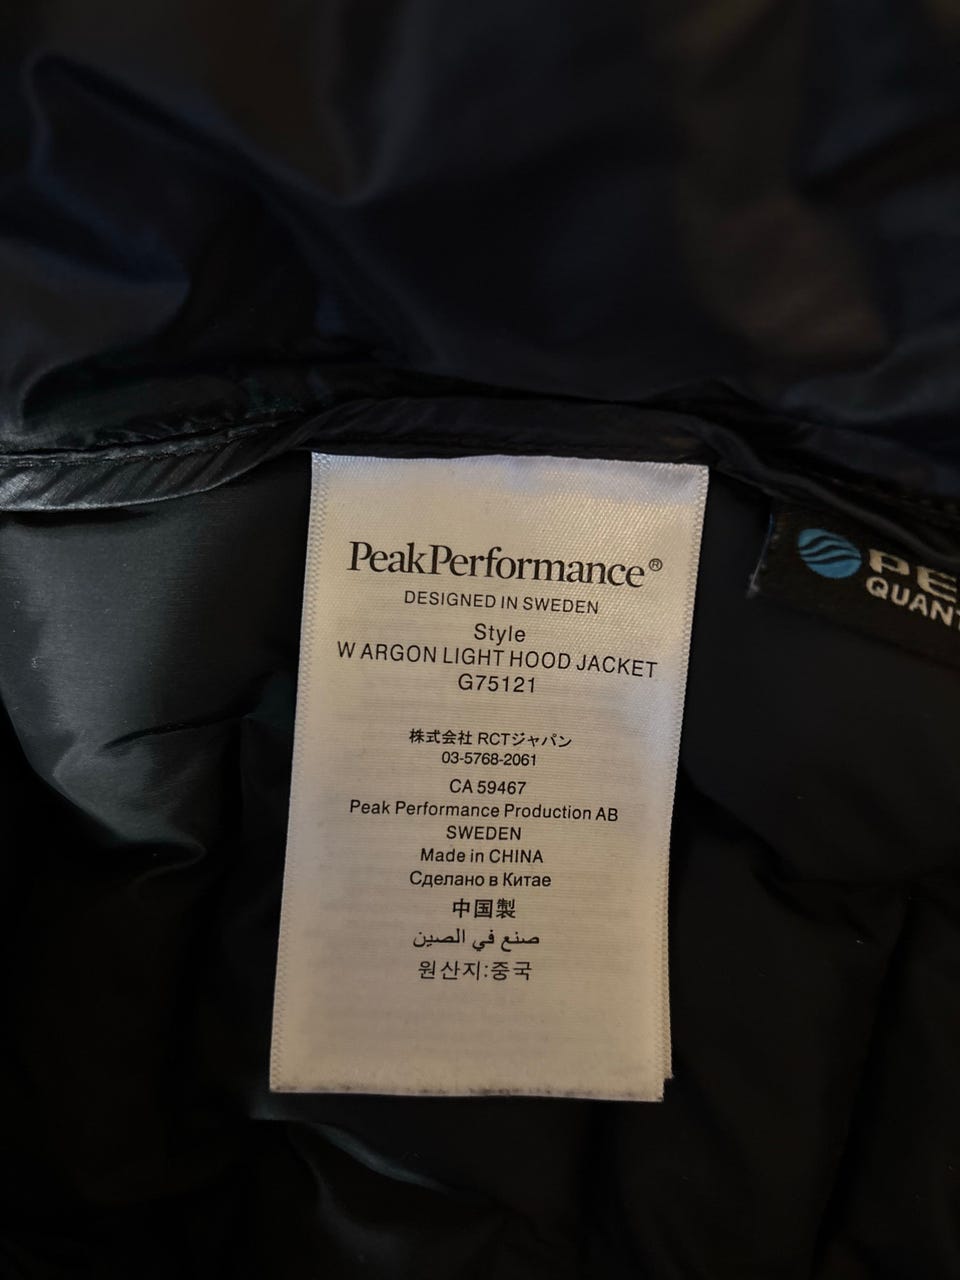 PeakPerformance®
DESIGNED IN SWEDEN
Style
W ARGON LIGHT HOOD JACKET
G75121
株式会社 RCTジャパン
03-5768-2061
CA 59467
Peak Performance Production AB
SWEDEN
Made in CHINA
Сделано в Китае
中国製
صنع في الصين
원산지:중국